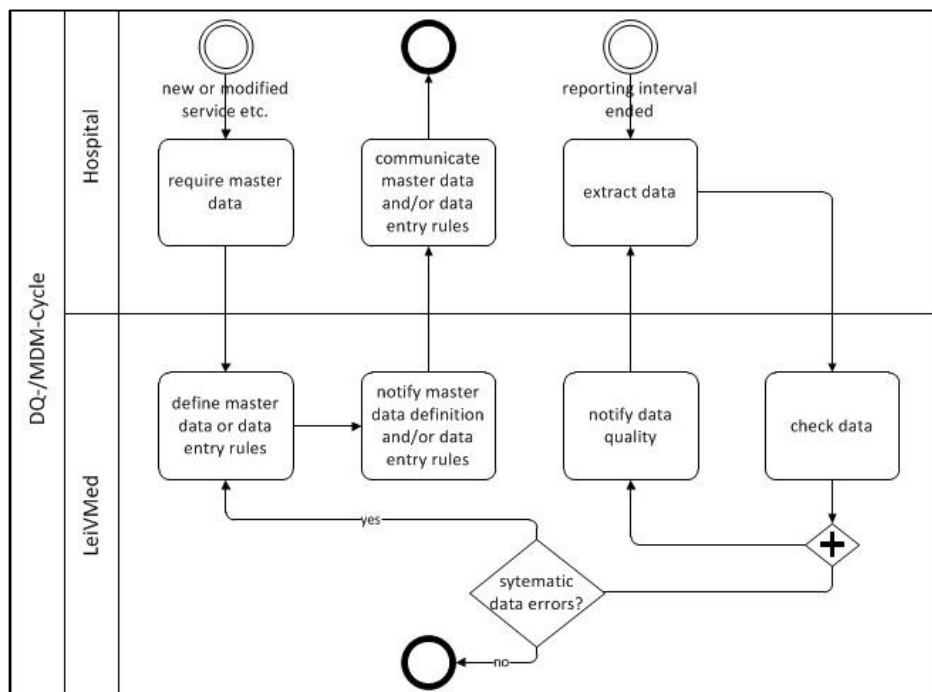 DQ-/MDM-Cycle
Hospital
new or modified
service etc.
reporting interval
ended
require master
data
communicate
master data
and/or data
entry rules
extract data
LeiVMed
define master
data or data
entry rules
notify master
data definition
and/or data
entry rules
notify data
quality
check data
yes
sytematic
data errors?
no